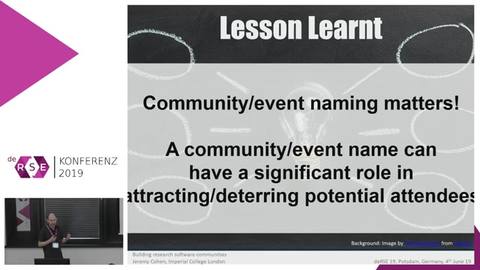 Lesson Learnt
Community/event naming matters!
A community/event name can
have a significant role in
attracting/deterring potential attendees
de
RSE
KONFERENZ
2019
Background: Image by
from
Building research software communities
Jeremy Cohen, Imperial College London
deRSE 19, Potsdam, Germany, 4th June 19